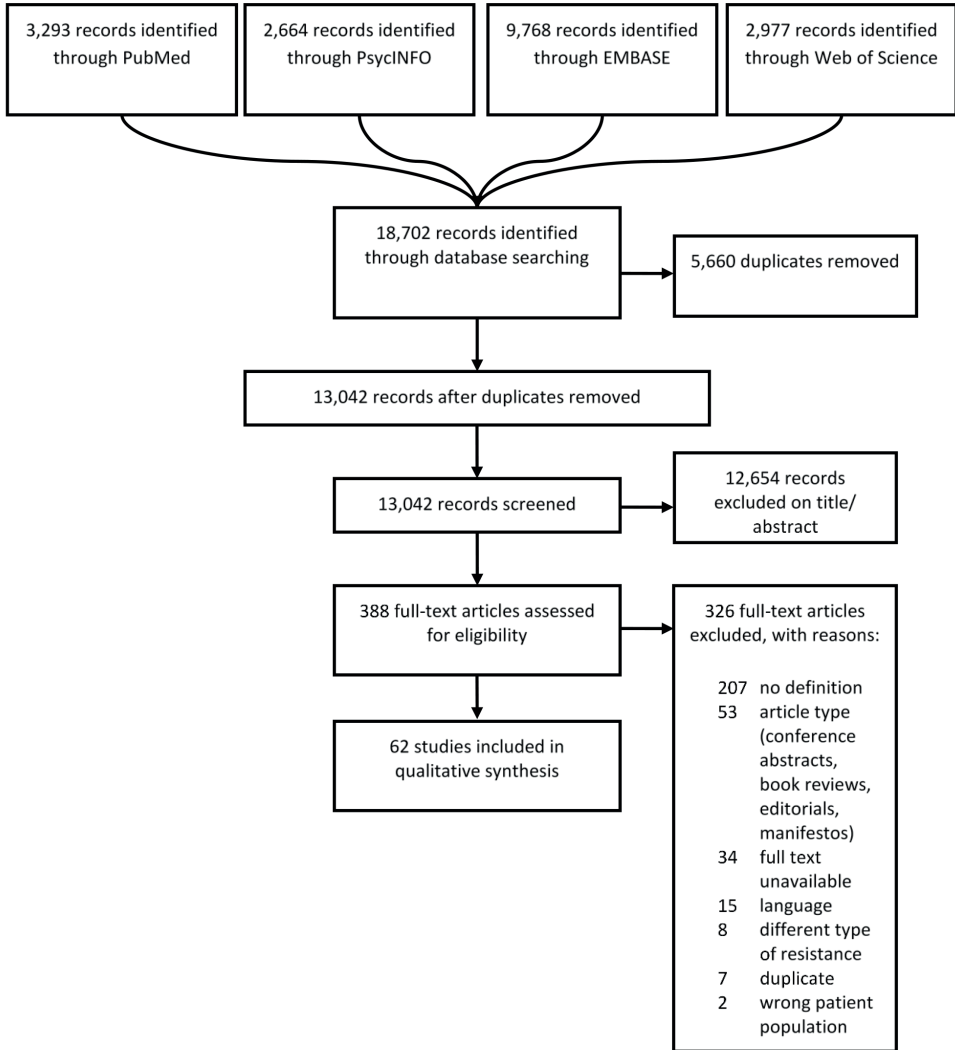 3,293 records identified
through PubMed
2,664 records identified
through PsycINFO
9,768 records identified
through EMBASE
2,977 records identified
through Web of Science
18,702 records identified
through database searching
5,660 duplicates removed
13,042 records after duplicates removed
13,042 records screened
12,654 records
excluded on title/
abstract
388 full-text articles assessed
for eligibility
326 full-text articles
excluded, with reasons:
207 no definition
53 article type
(conference
abstracts,
book reviews,
editorials,
manifestos)
34 full text
unavailable
15 language
8 different type
of resistance
7 duplicate
2 wrong patient
population
62 studies included in
qualitative synthesis